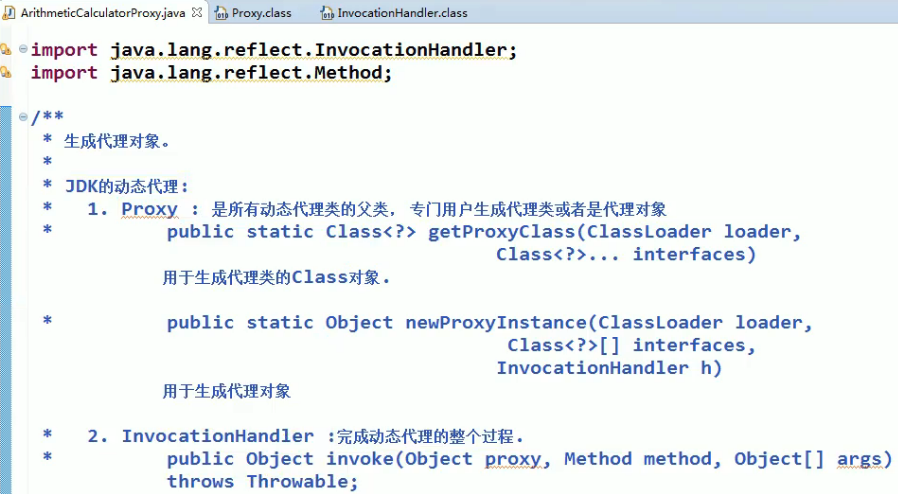 ArithmeticCalculatorProxy.java Proxy.class InvocationHandler.class
import java.lang.reflect.InvocationHandler;
import java.lang.reflect.Method;
/**
* 生成代理对象。
*
* JDK的动态代理:
* 1. Proxy : 是所有动态代理类的父类, 专门用户生成代理类或者是代理对象
* public static Class<?> getProxyClass(ClassLoader loader,
Class<?>... interfaces)
用于生成代理类的Class对象.
* public static Object newProxyInstance(ClassLoader loader,
Class<?>[] interfaces,
InvocationHandler h)
用于生成代理对象
* 2. InvocationHandler :完成动态代理的整个过程.
* public Object invoke(Object proxy, Method method, Object[] args)
throws Throwable;